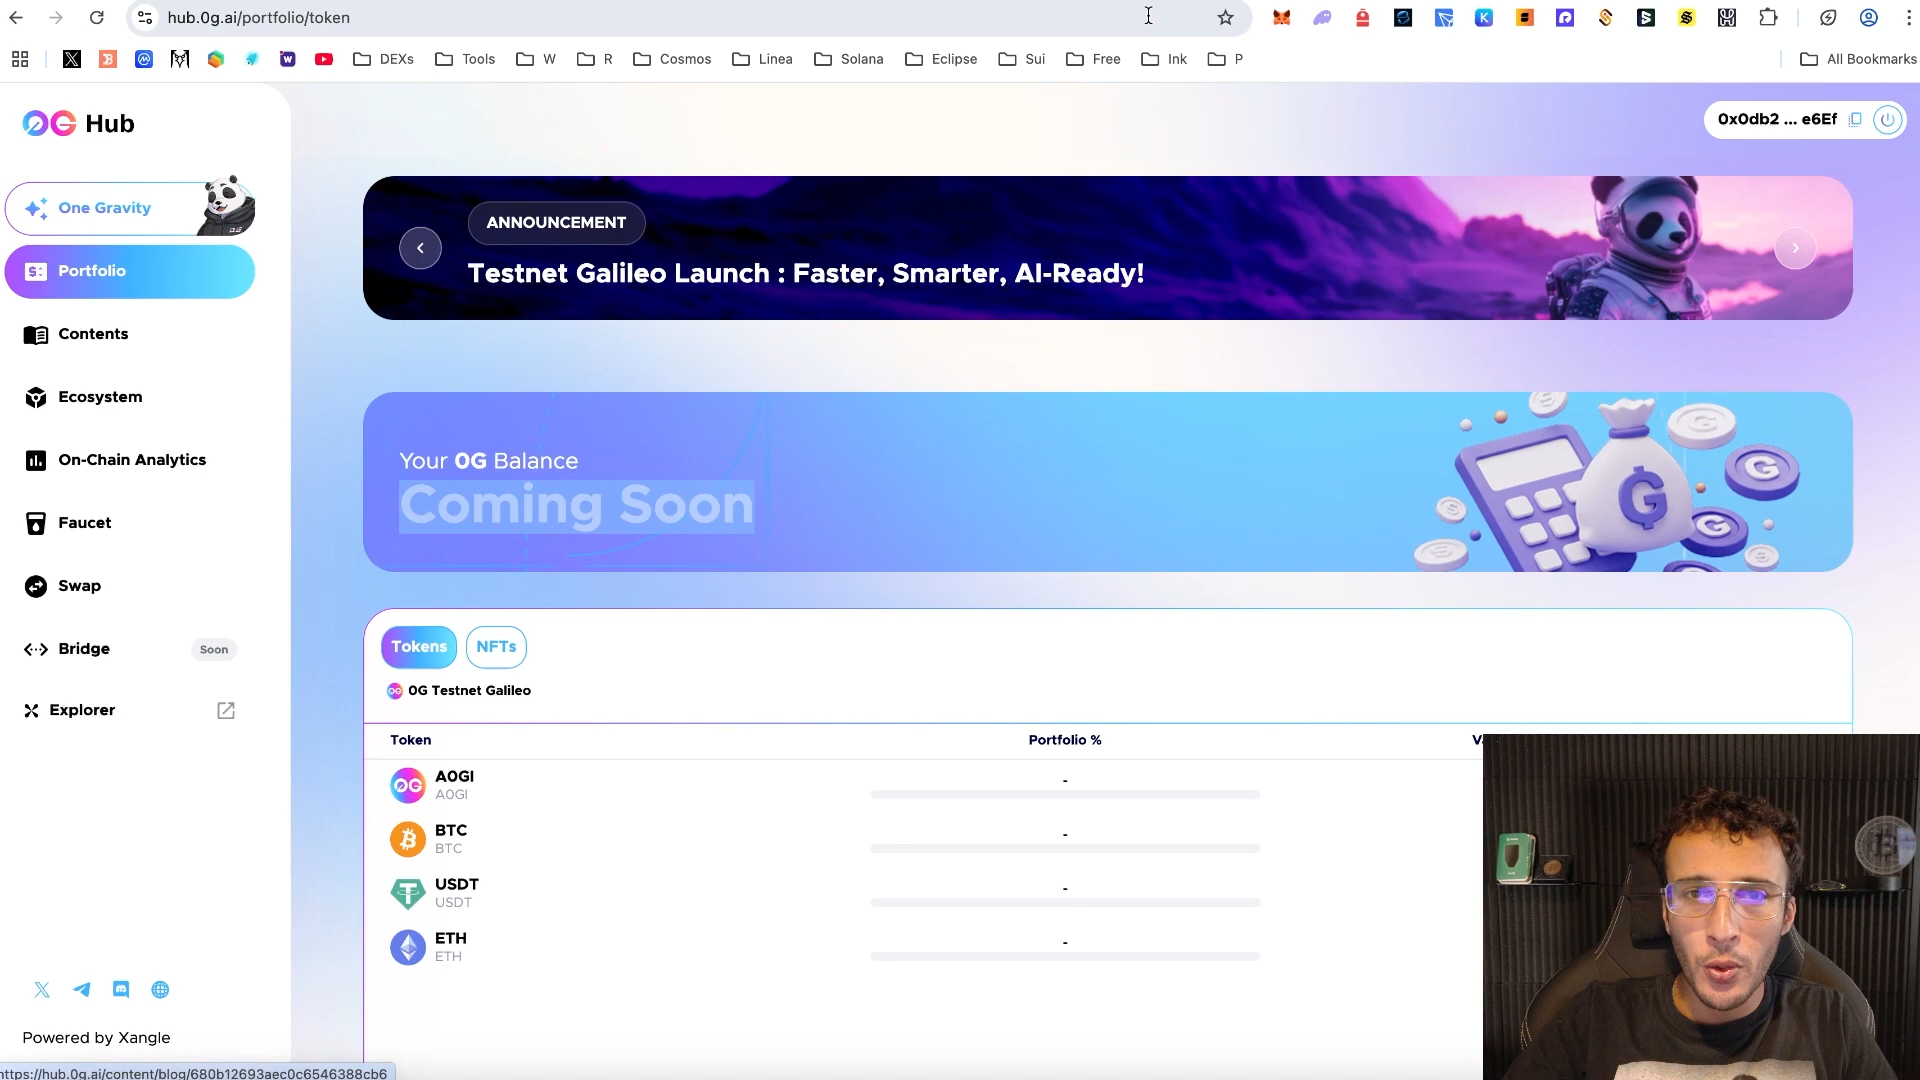 hub.0g.ai/portfolio/token
DEXs
Tools
W
R
Cosmos
Linea
Solana
Eclipse
Sui
Free
Ink
P
All Bookmarks
0G Hub
0x0db2 ... e6Ef
One Gravity
Portfolio
Contents
Ecosystem
On-Chain Analytics
Faucet
Swap
Bridge
Soon
Explorer
Powered by Xangle
https://hub.0g.ai/content/blog/680b12693aec0c6546388cb6
ANNOUNCEMENT
Testnet Galileo Launch : Faster, Smarter, AI-Ready!
Your 0G Balance
Coming Soon
Tokens
NFTs
0G Testnet Galileo
Token
Portfolio %
A0GI
A0GI
-
BTC
BTC
-
USDT
USDT
-
ETH
ETH
-